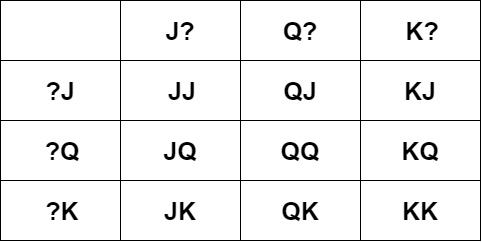 J? Q? K?
?J JJ QJ KJ
?Q JQ QQ KQ
?K JK QK KK